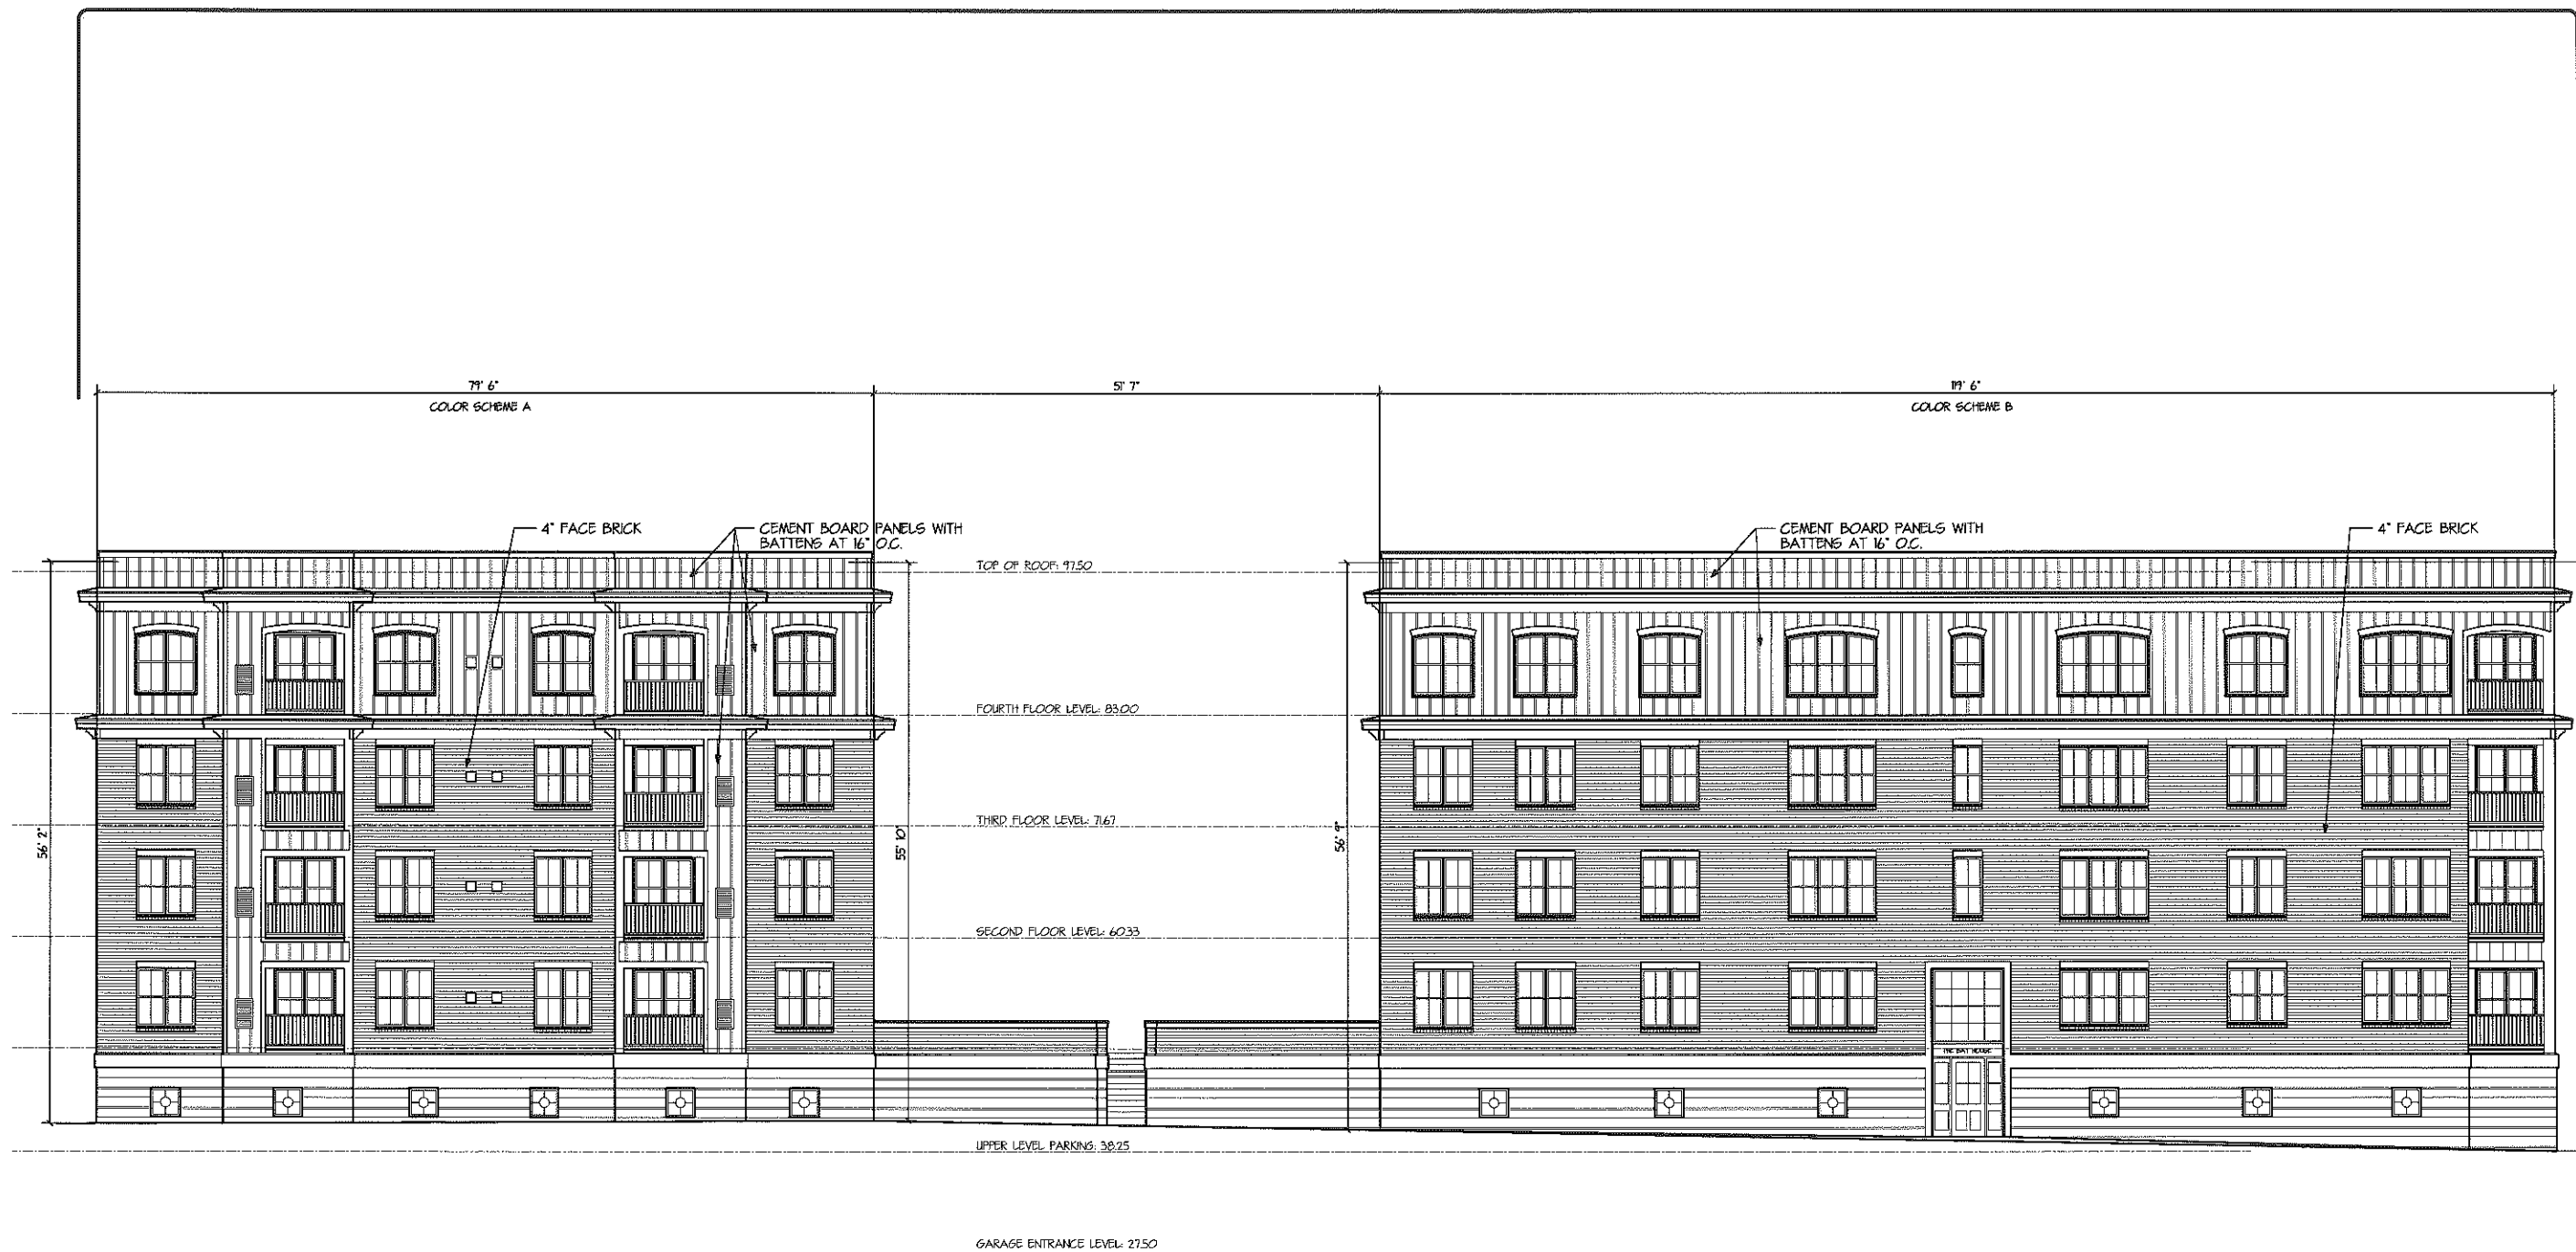 79' 6"
51' 7"
119' 6"
COLOR SCHEME A
COLOR SCHEME B
4" FACE BRICK
CEMENT BOARD PANELS WITH
BATTENS AT 16" O.C.
CEMENT BOARD PANELS WITH
BATTENS AT 16" O.C.
4" FACE BRICK
TOP OF ROOF: 97.50
FOURTH FLOOR LEVEL: 83.00
THIRD FLOOR LEVEL: 71.67
56' 2"
55' 10"
56' 9"
SECOND FLOOR LEVEL: 60.33
THE BAY HOUSE
UPPER LEVEL PARKING: 38.25
GARAGE ENTRANCE LEVEL: 27.50